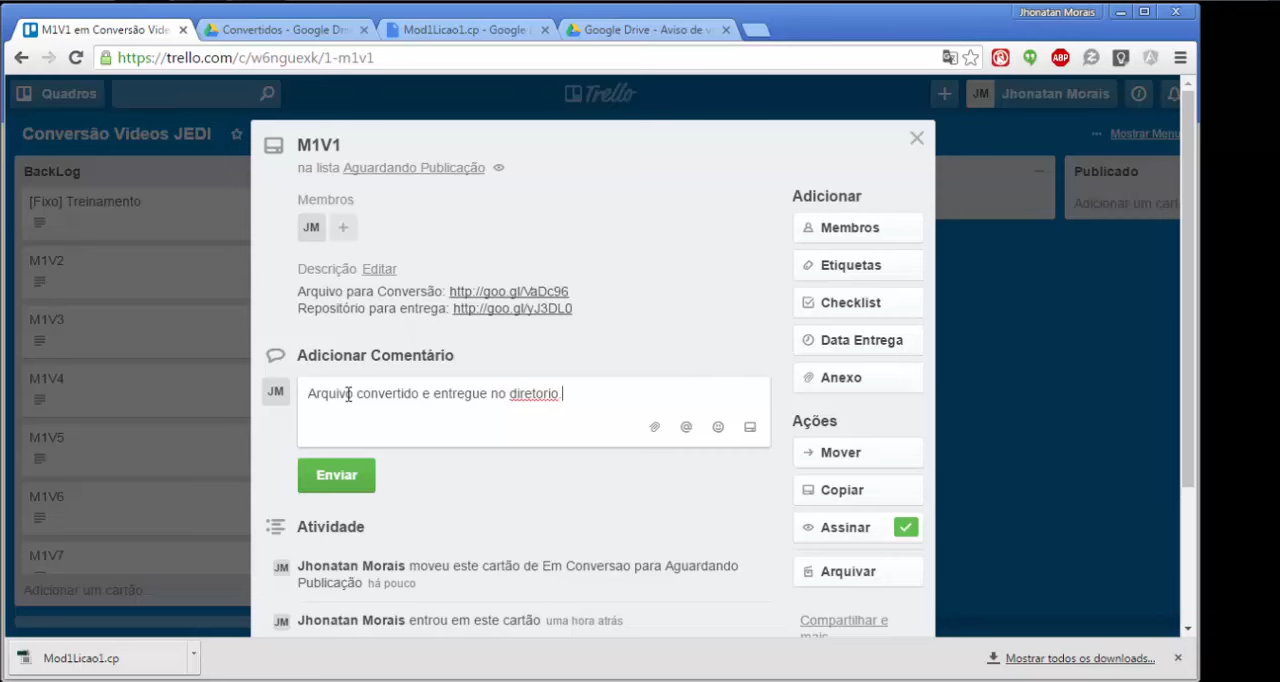 Jhonatan Morais
M1V1 em Conversão Vide
Convertidos - Google Dr
Mod1Licao1.cp - Google
Google Drive - Aviso de v
https://trello.com/c/w6nguexk/1-m1v1
ABP
Quadros
Trello
JM
Jhonatan Morais
Conversão Videos JEDI
Mostrar Menu
BackLog
[Fixo] Treinamento
M1V2
M1V3
M1V4
M1V5
M1V6
M1V7
Adicionar um cartão...
M1V1
na lista Aguardando Publicação
Membros
JM
Descrição Editar
Arquivo para Conversão: http://goo.gl/VaDc96
Repositório para entrega: http://goo.gl/yJ3DL0
Adicionar Comentário
JM
Arquivo convertido e entregue no diretorio.
Enviar
Atividade
JM
Jhonatan Morais moveu este cartão de Em Conversao para Aguardando
Publicação há pouco
JM
Jhonatan Morais entrou em este cartão uma hora atrás
Adicionar
Membros
Etiquetas
Checklist
Data Entrega
Anexo
Ações
Mover
Copiar
Assinar
Arquivar
Compartilhar e
mais
Publicado
Adicionar um cart
Mod1Licao1.cp
Mostrar todos os downloads...